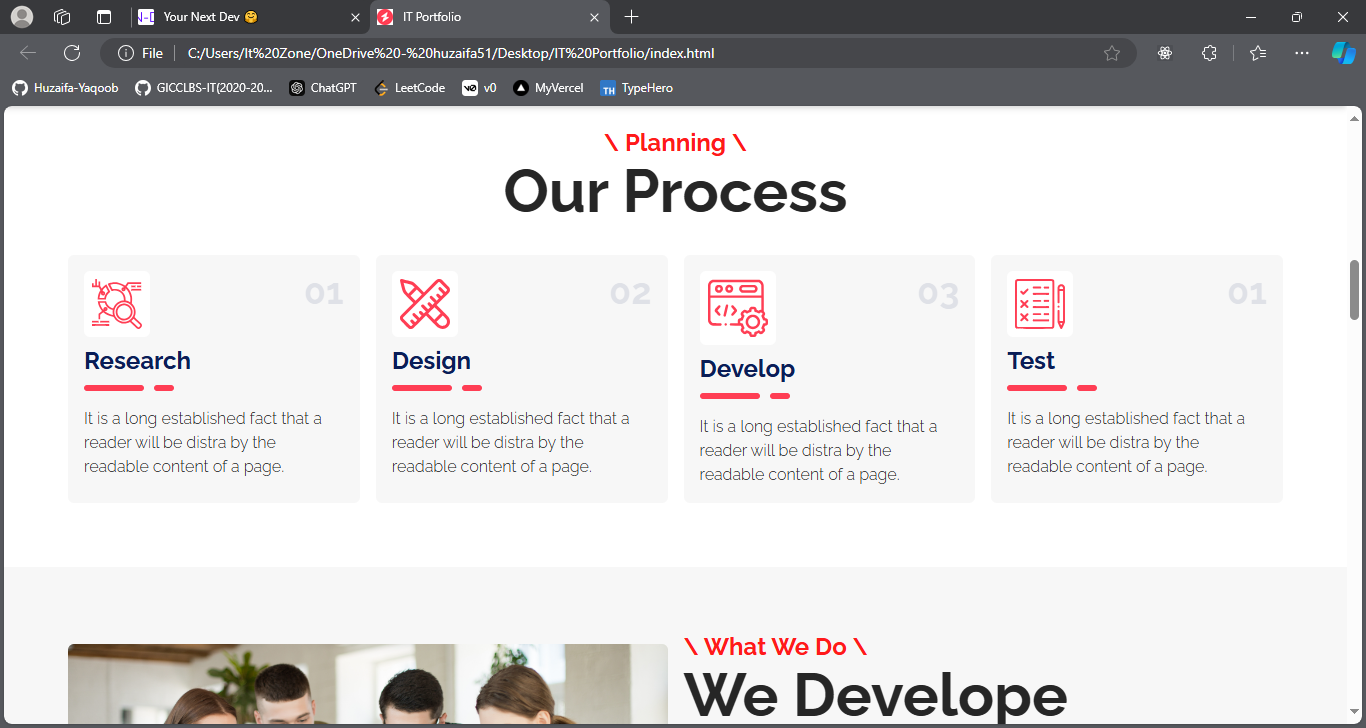 Your Next Dev 🤗
IT Portfolio
File
C:/Users/It%20Zone/OneDrive%20-%20huzaifa51/Desktop/IT%20Portfolio/index.html
Huzaifa-Yaqoob
GICCLBS-IT(2020-20...
ChatGPT
LeetCode
v0
MyVercel
TH
TypeHero
\ Planning \
Our Process
01
02
03
01
Research
Design
Develop
Test
It is a long established fact that a
reader will be distra by the
readable content of a page.
It is a long established fact that a
reader will be distra by the
readable content of a page.
It is a long established fact that a
reader will be distra by the
readable content of a page.
It is a long established fact that a
reader will be distra by the
readable content of a page.
\ What We Do \
We Develope